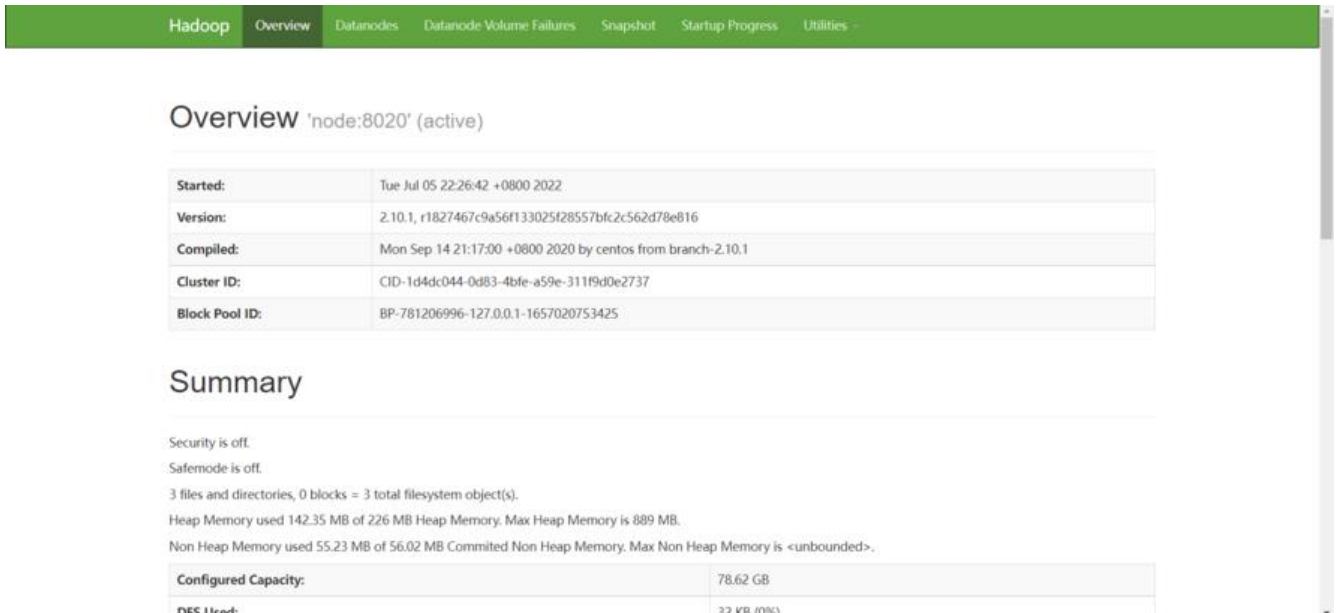 Hadoop Overview Datanodes Datanode Volume Failures Snapshot Startup Progress Utilities
Overview 'node:8020' (active)
Started: Tue Jul 05 22:26:42 +0800 2022
Version: 2.10.1, r1827467c9a56f133025f28557bfc2c562d78e816
Compiled: Mon Sep 14 21:17:00 +0800 2020 by centos from branch-2.10.1
Cluster ID: CID-1d4dc044-0d83-4bfe-a59e-311f9d0e2737
Block Pool ID: BP-781206996-127.0.0.1-1657020753425
Summary
Security is off.
Safemode is off.
3 files and directories, 0 blocks = 3 total filesystem object(s).
Heap Memory used 142.35 MB of 226 MB Heap Memory. Max Heap Memory is 889 MB.
Non Heap Memory used 55.23 MB of 56.02 MB Commited Non Heap Memory. Max Non Heap Memory is <unbounded>.
Configured Capacity: 78.62 GB
DFS Used: KB (0%)